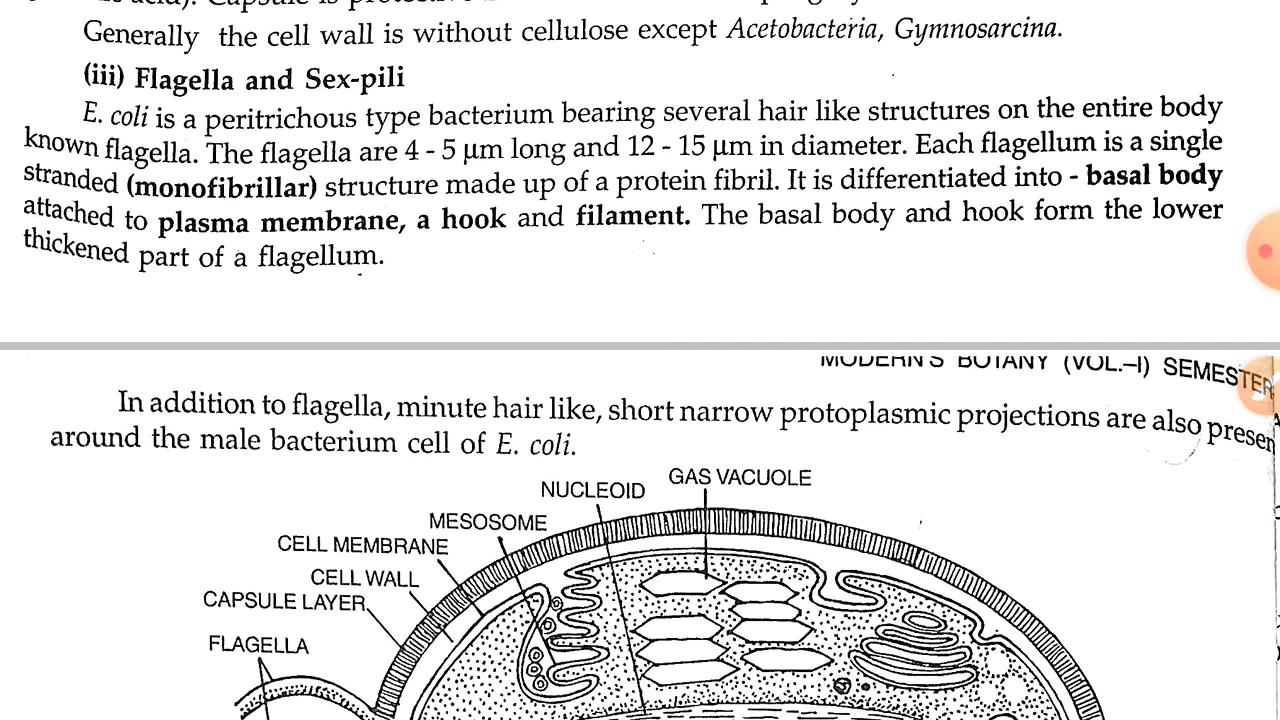 Generally the cell wall is without cellulose except Acetobacteria, Gymnosarcina.
(iii) Flagella and Sex-pili
E. coli is a peritrichous type bacterium bearing several hair like structures on the entire body
known flagella. The flagella are 4 - 5 μm long and 12 - 15 μm in diameter. Each flagellum is a single
stranded (monofibrillar) structure made up of a protein fibril. It is differentiated into - basal body
attached to plasma membrane, a hook and filament. The basal body and hook form the lower
thickened part of a flagellum.
MODERN'S BOTANY (VOL.–I) SEMESTER
In addition to flagella, minute hair like, short narrow protoplasmic projections are also presen
around the male bacterium cell of E. coli.
GAS VACUOLE
NUCLEOID
MESOSOME
CELL MEMBRANE
CELL WALL
CAPSULE LAYER
FLAGELLA